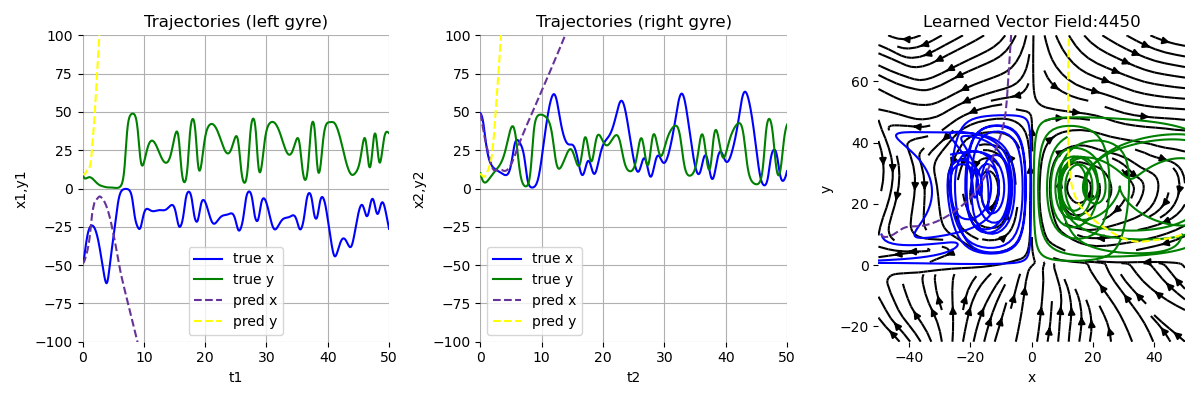 Trajectories (left gyre)
x1,y1
100
75
50
25
0
−25
−50
−75
−100
0
10
20
30
40
50
t1
true x
true y
pred x
pred y
Trajectories (right gyre)
x2,y2
100
75
50
25
0
−25
−50
−75
−100
0
10
20
30
40
50
t2
true x
true y
pred x
pred y
Learned Vector Field:4450
y
60
40
20
0
−20
−40
−20
0
20
40
x